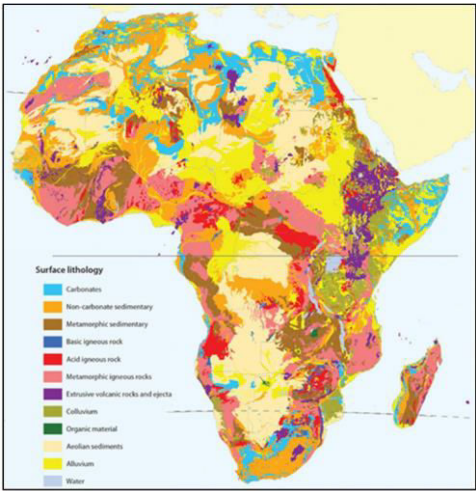 Surface lithology
Carbonates
Non-carbonate sedimentary
Metamorphic sedimentary
Basic igneous rock
Acid igneous rock
Metamorphic igneous rocks
Extrusive volcanic rocks and ejecta
Colluvium
Organic material
Aeolian sediments
Alluvium
Water